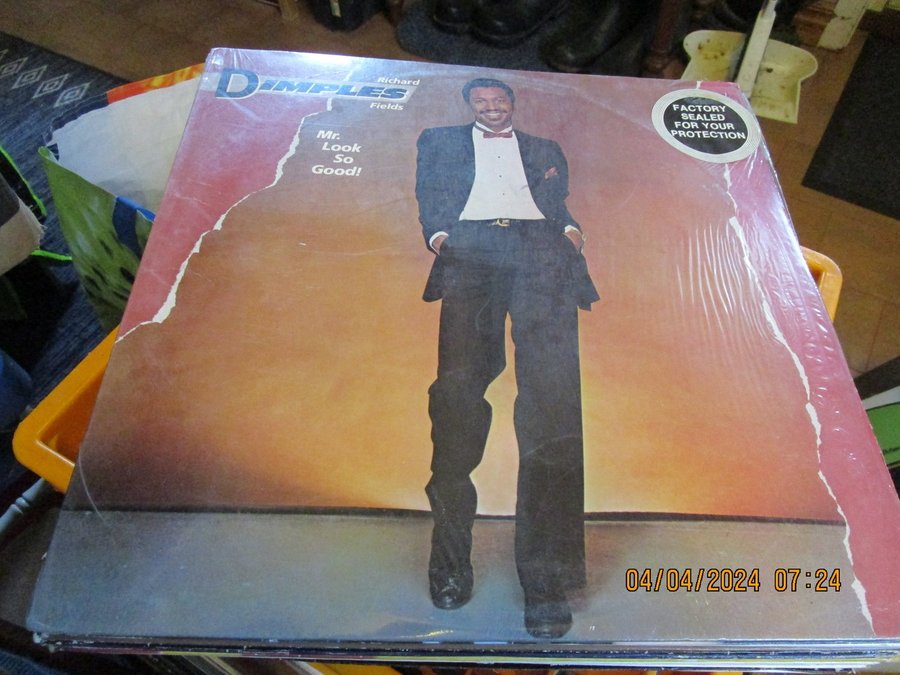 Richard
DIMPLES
Fields
Mr.
Look
So
Good!
FACTORY
SEALED
FOR YOUR
PROTECTION
04/04/2024 07:24